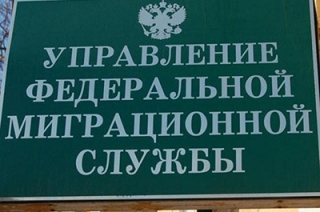 УПРАВЛЕНИЕ
ФЕДЕРАЛЬНОЙ
МИГРАЦИОННОЙ
СЛУЖБЫ